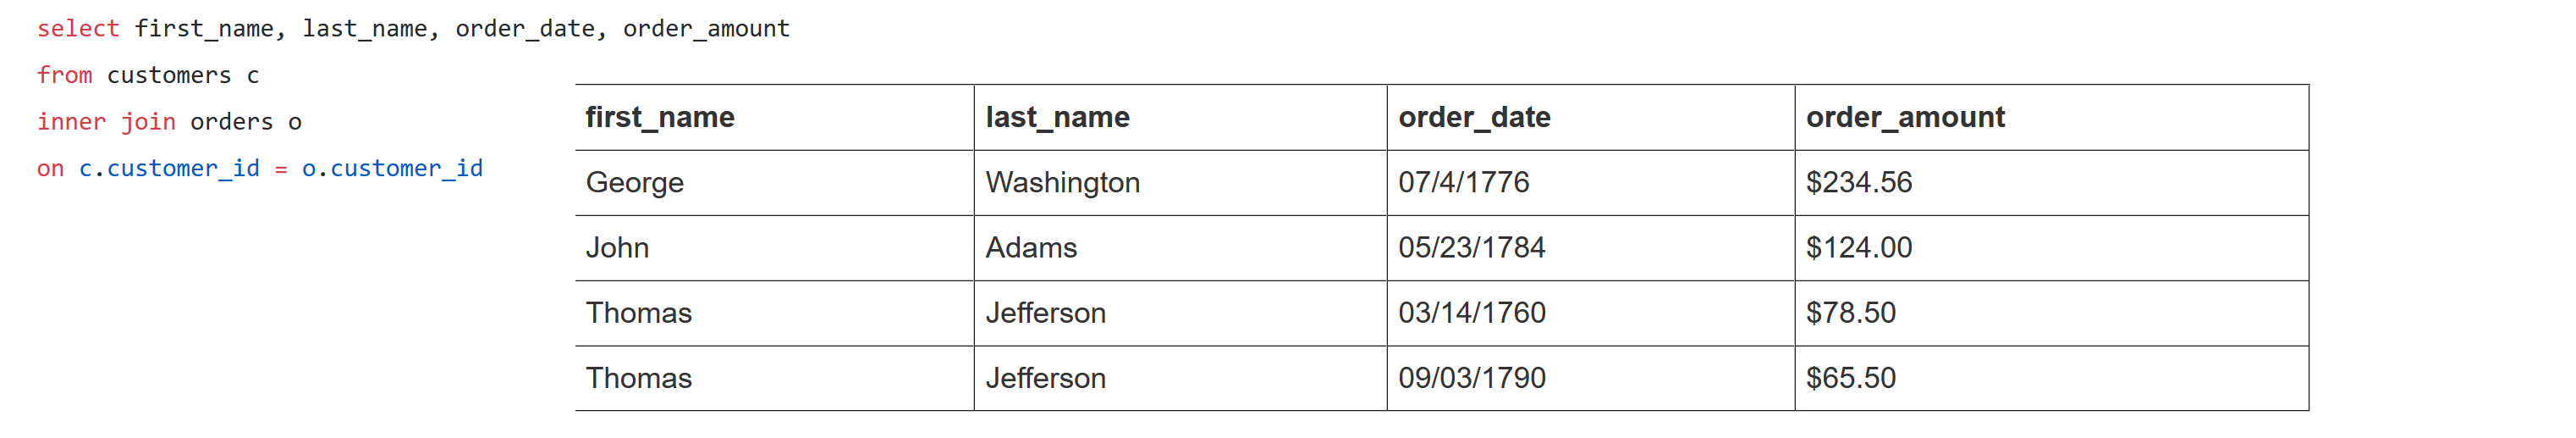 select first_name, last_name, order_date, order_amount
from customers c
inner join orders o
on c.customer_id = o.customer_id
first_name last_name order_date order_amount
George Washington 07/4/1776 $234.56
John Adams 05/23/1784 $124.00
Thomas Jefferson 03/14/1760 $78.50
Thomas Jefferson 09/03/1790 $65.50